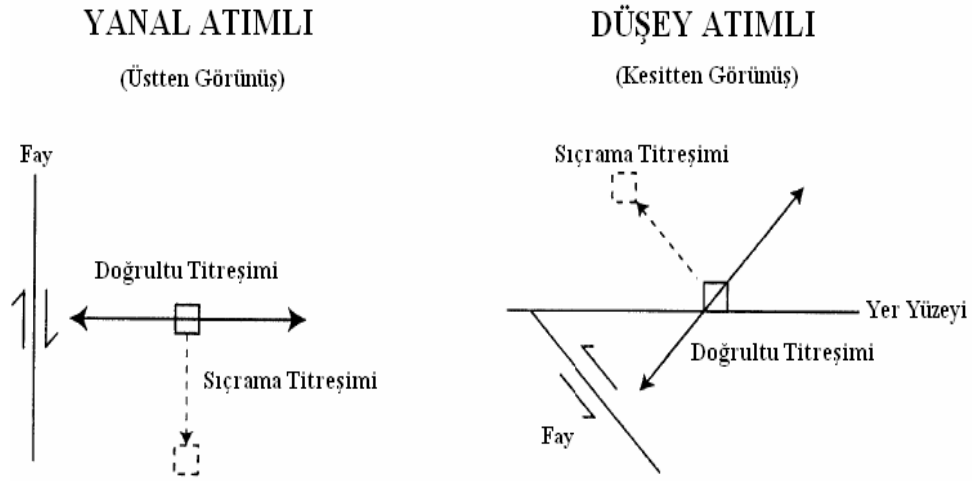 YANAL ATIMLI
(Üstten Görünüş)
Fay
Doğrultu Titreşimi
Sıçrama Titreşimi
DÜŞEY ATIMLI
(Kesitten Görünüş)
Sıçrama Titreşimi
Yer Yüzeyi
Doğrultu Titreşimi
Fay